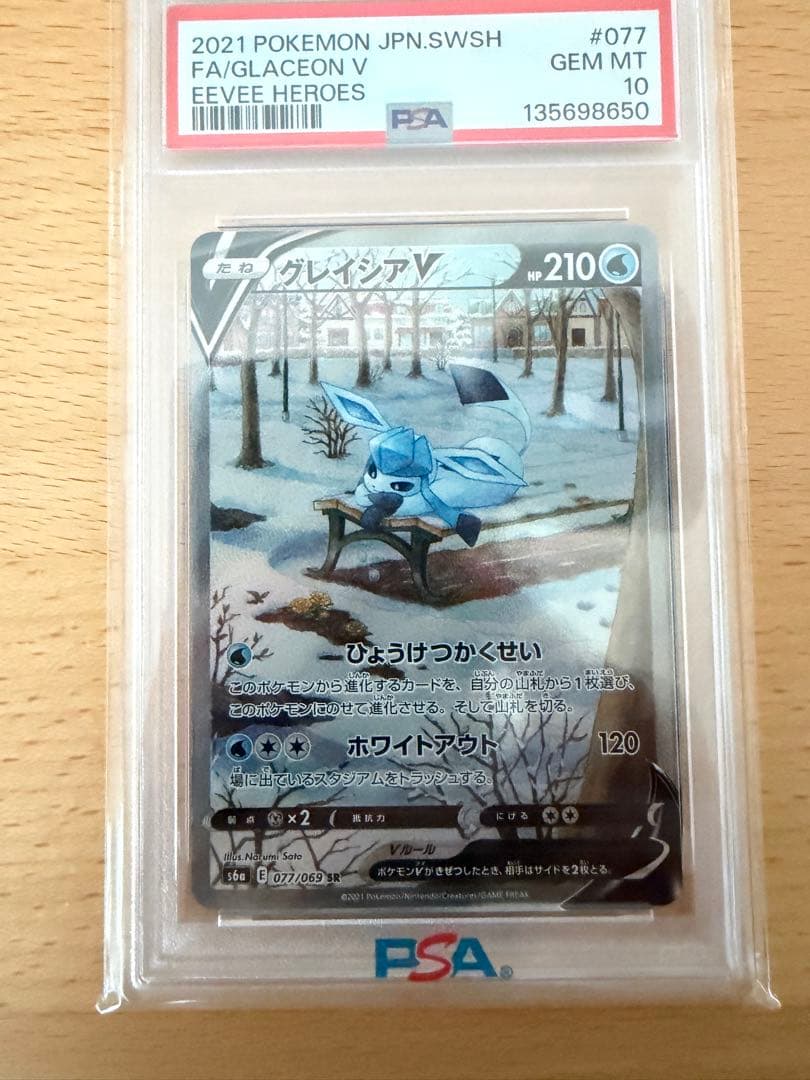 2021 POKEMON JPN.SWSH #077
FA/GLACEON V GEM MT
EEVEE HEROES 10
PSA 135698650
たね グレイシアV HP 210
ひょうけつかくせい
このポケモンから進化するカードを、自分の山札から1枚選び、
このポケモンにのせて進化させる。そして山札を切る。
ホワイトアウト 120
場に出ているスタジアムをトラッシュする。
弱点 ×2 抵抗力 にげる
Vルール
Illus. Narumi Sato
ポケモンVがきぜつしたとき、相手はサイドを2枚とる。
s6a E 077/069 SR
©2021 Pokémon/Nintendo/Creatures/GAME FREAK
PSA®